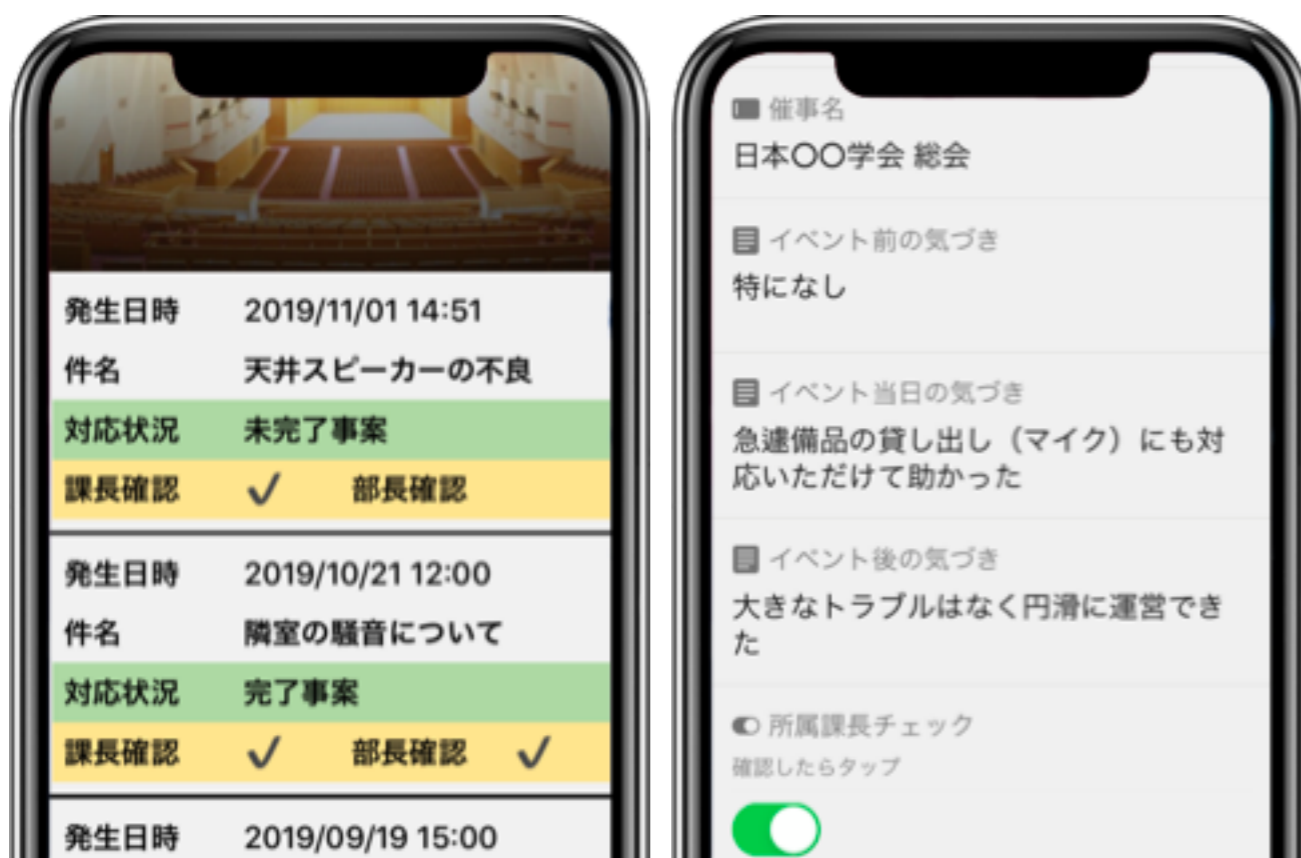 発生日時 2019/11/01 14:51
件名 天井スピーカーの不良
対応状況 未完了事案
課長確認 ✓ 部長確認
発生日時 2019/10/21 12:00
件名 隣室の騒音について
対応状況 完了事案
課長確認 ✓ 部長確認 ✓
発生日時 2019/09/19 15:00
催事名
日本〇〇学会 総会
イベント前の気づき
特になし
イベント当日の気づき
急遽備品の貸し出し（マイク）にも対
応いただけて助かった
イベント後の気づき
大きなトラブルはなく円滑に運営でき
た
所属課長チェック
確認したらタップ